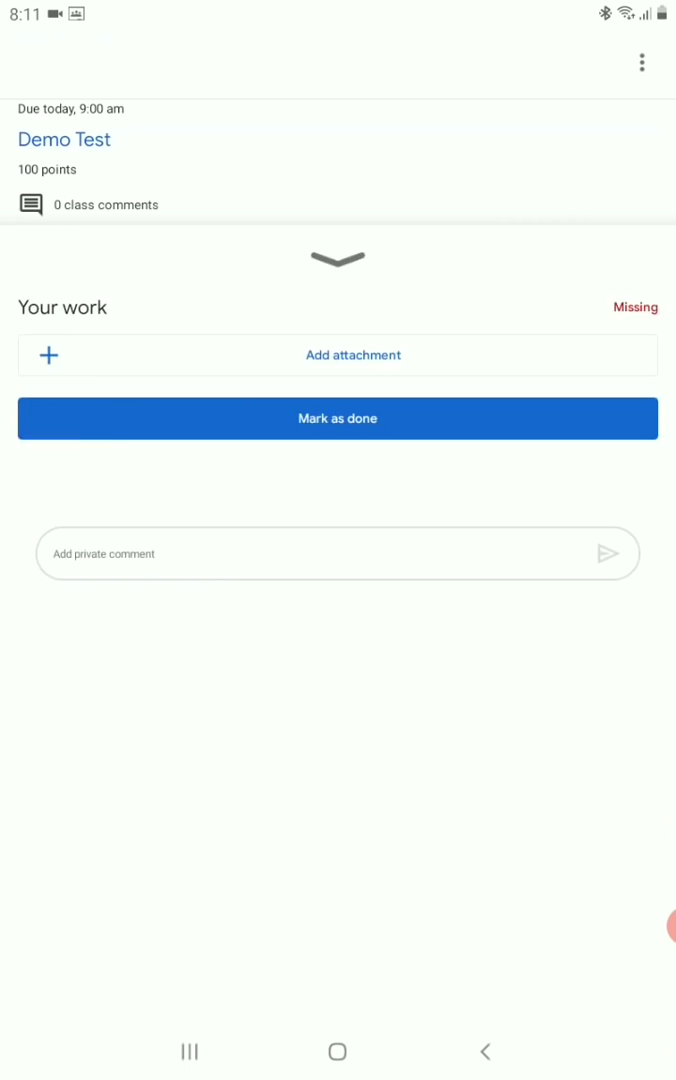 8:11
Due today, 9:00 am
Demo Test
100 points
0 class comments
Your work
Missing
Add attachment
Mark as done
Add private comment